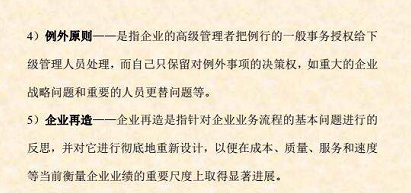 4）例外原则——是指企业的高级管理者把例行的一般事务授权给下
级管理人员处理，而自己只保留对例外事项的决策权，如重大的企业
战略问题和重要的人员更替问题等。
5）企业再造——企业再造是指针对企业业务流程的基本问题进行的
反思，并对它进行彻底地重新设计，以便在成本、质量、服务和速度
等当前衡量企业业绩的重要尺度上取得显著进展。